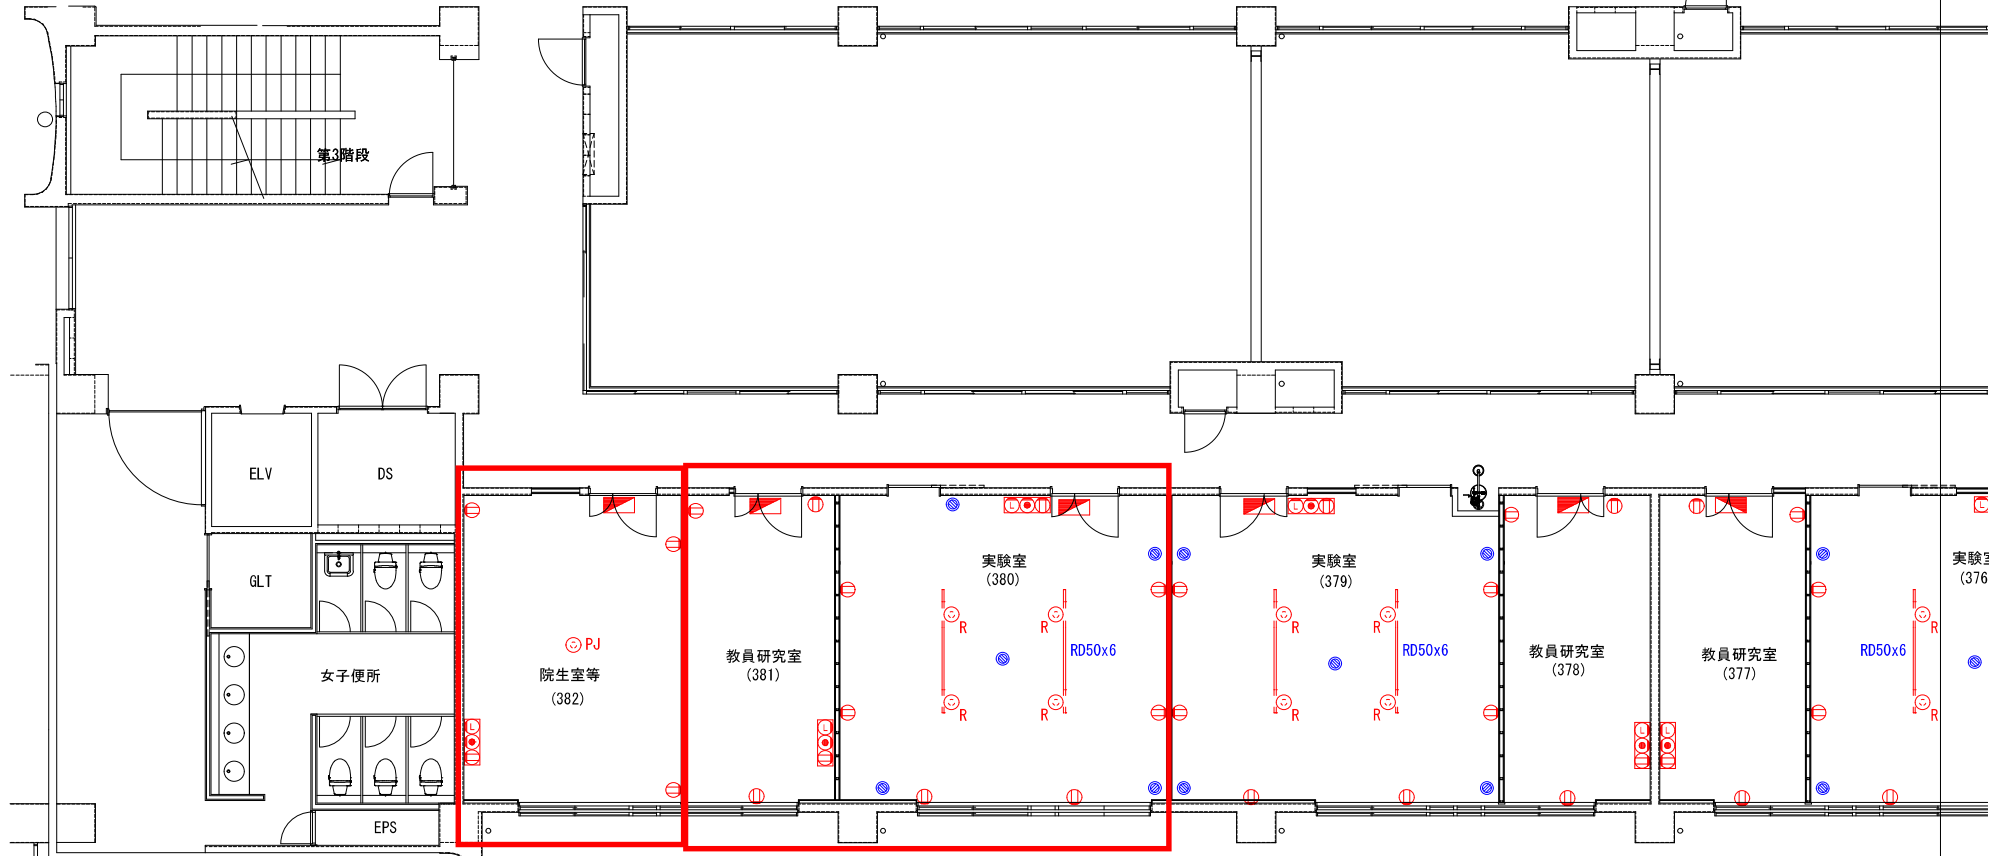 第3階段
ELV
DS
GLT
女子便所
EPS
PJ
院生室等
(382)
教員研究室
(381)
実験室
(380)
R
R
RD50x6
R
R
実験室
(379)
R
R
RD50x6
R
R
教員研究室
(378)
教員研究室
(377)
実験室
(376
R
RD50x6
R
L
L
L
L
L
L
L